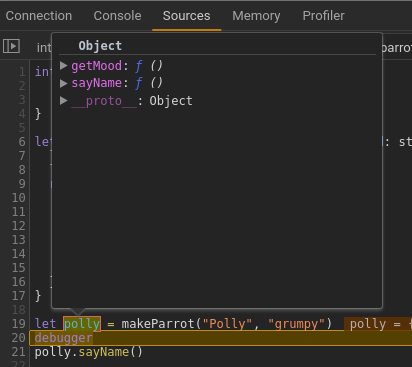 Connection Console Sources Memory Profiler
int
parrot
Object
getMood: ƒ ()
sayName: ƒ ()
__proto__: Object
1 int
2
3
4 }
5
6 let : st
7
8
9
10
11
12
13
14
15
16
17 }
18
19 let polly = makeParrot("Polly", "grumpy") polly = {
20 debugger
21 polly.sayName()
22